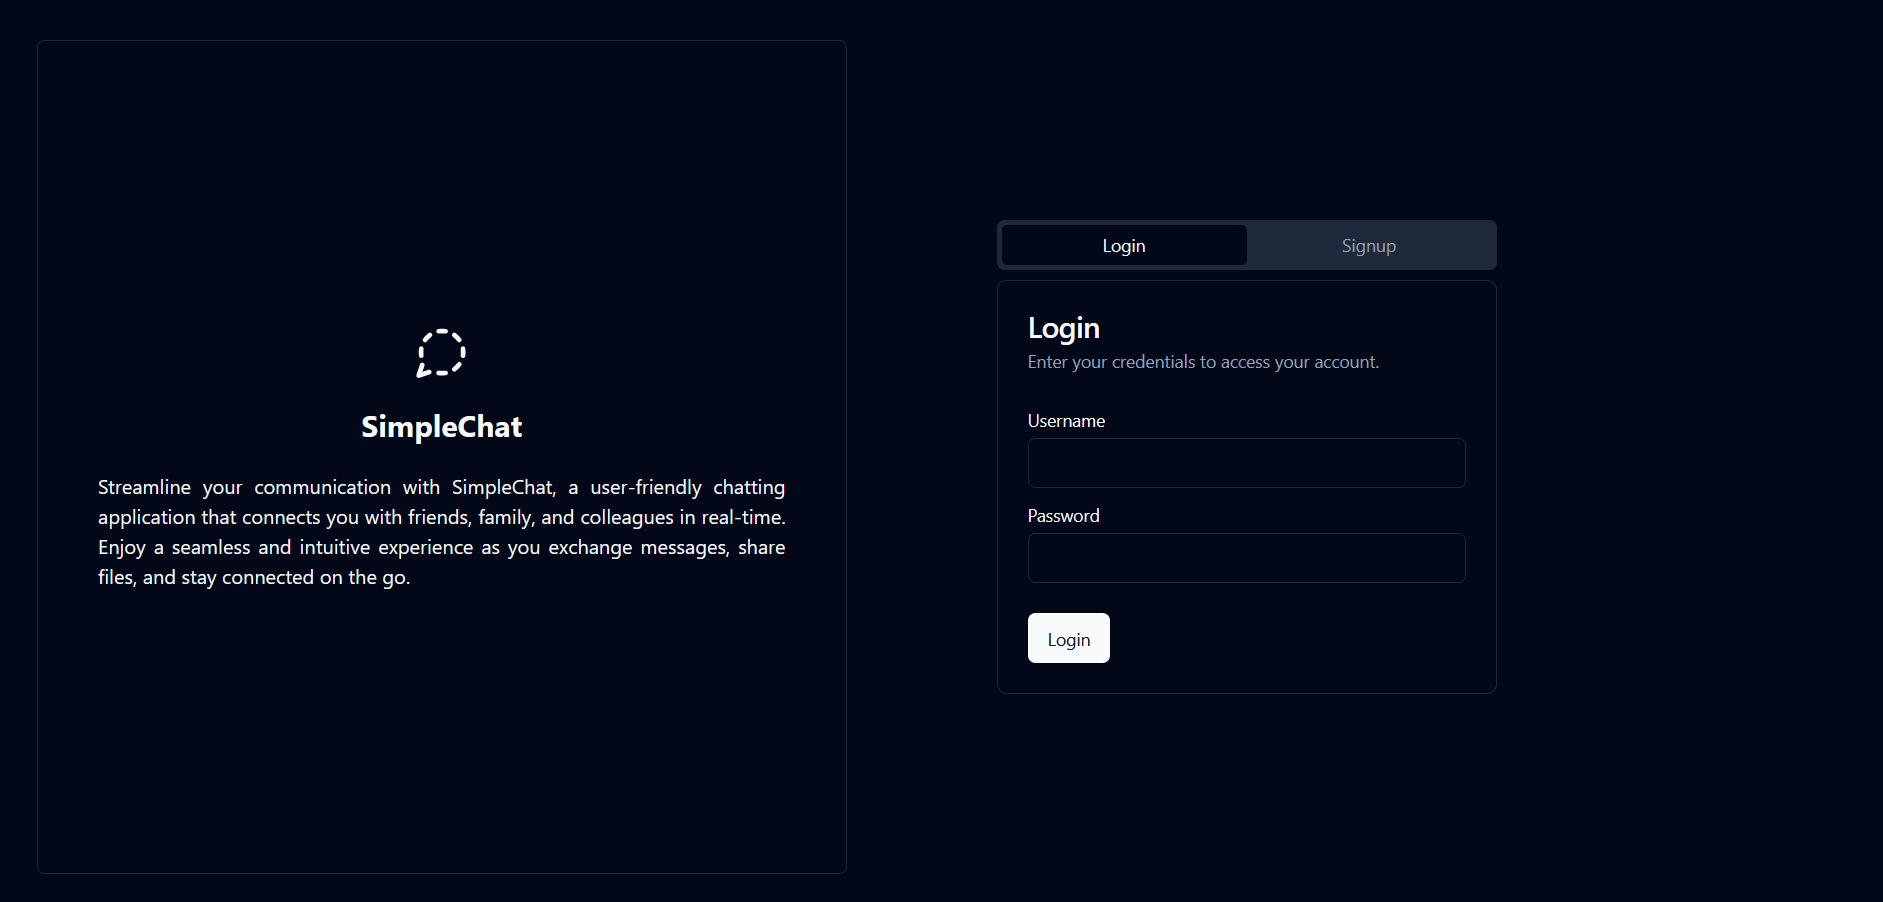 SimpleChat
Streamline your communication with SimpleChat, a user-friendly chatting
application that connects you with friends, family, and colleagues in real-time.
Enjoy a seamless and intuitive experience as you exchange messages, share
files, and stay connected on the go.
Login
Signup
Login
Enter your credentials to access your account.
Username
Password
Login